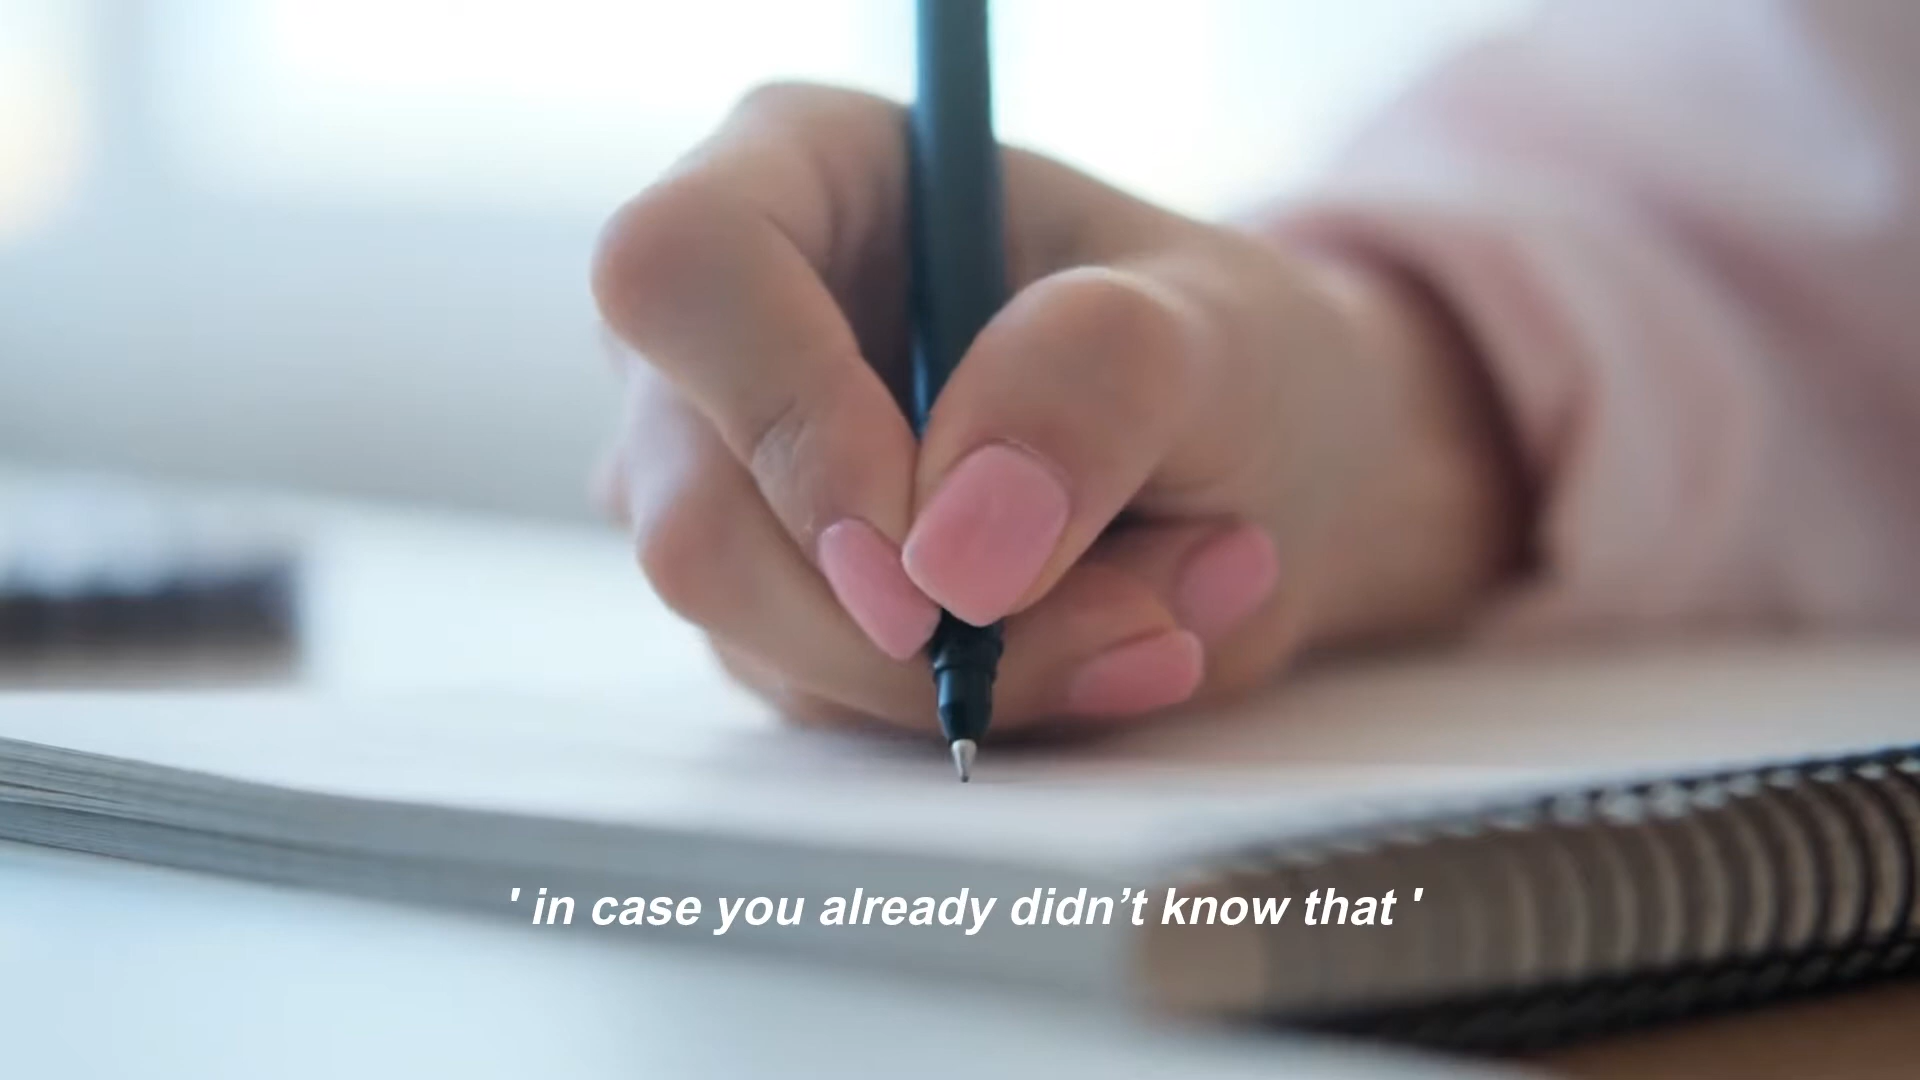 ' in case you already didn’t know that '